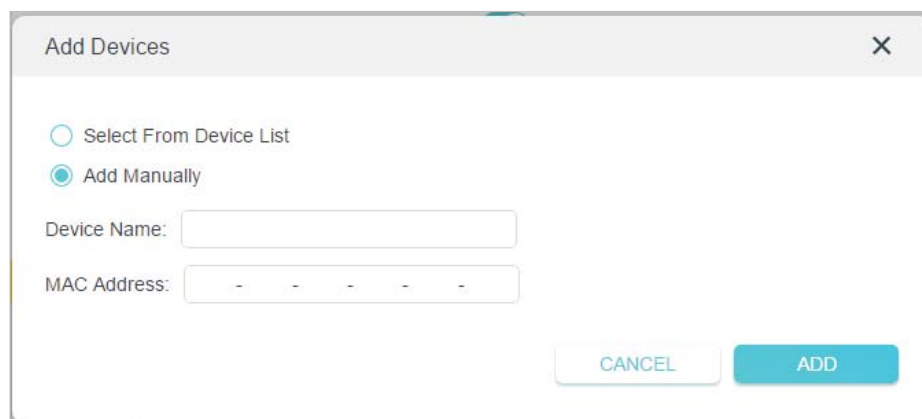 Add Devices
Select From Device List
Add Manually
Device Name:
MAC Address: - - - - -
CANCEL ADD